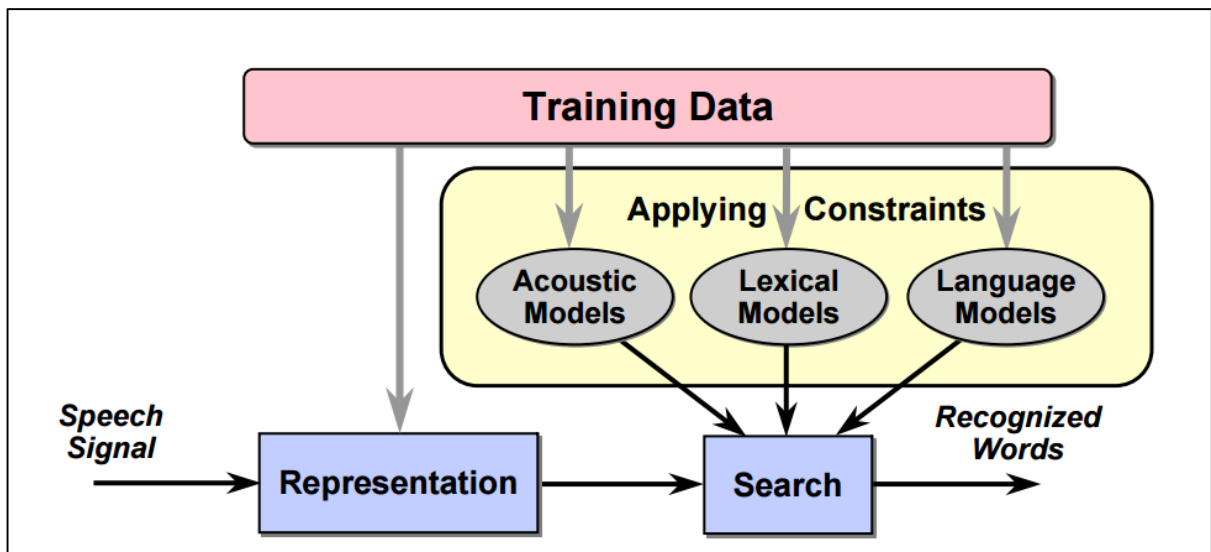 Training Data
Applying Constraints
Acoustic
Models
Lexical
Models
Language
Models
Speech
Signal
Representation
Search
Recognized
Words